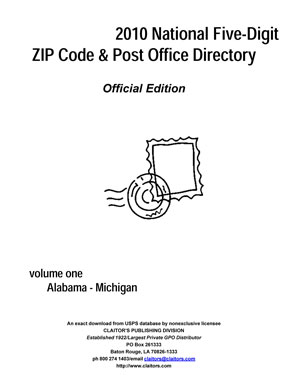 2010 National Five-Digit
ZIP Code & Post Office Directory
Official Edition
volume one
Alabama - Michigan
An exact download from USPS database by nonexclusive licensee
CLAITOR'S PUBLISHING DIVISION
Established 1922/Largest Private GPO Distributor
PO Box 261333
Baton Rouge, LA 70826-1333
ph 800 274 1403/email claitors@claitors.com
http://www.claitors.com